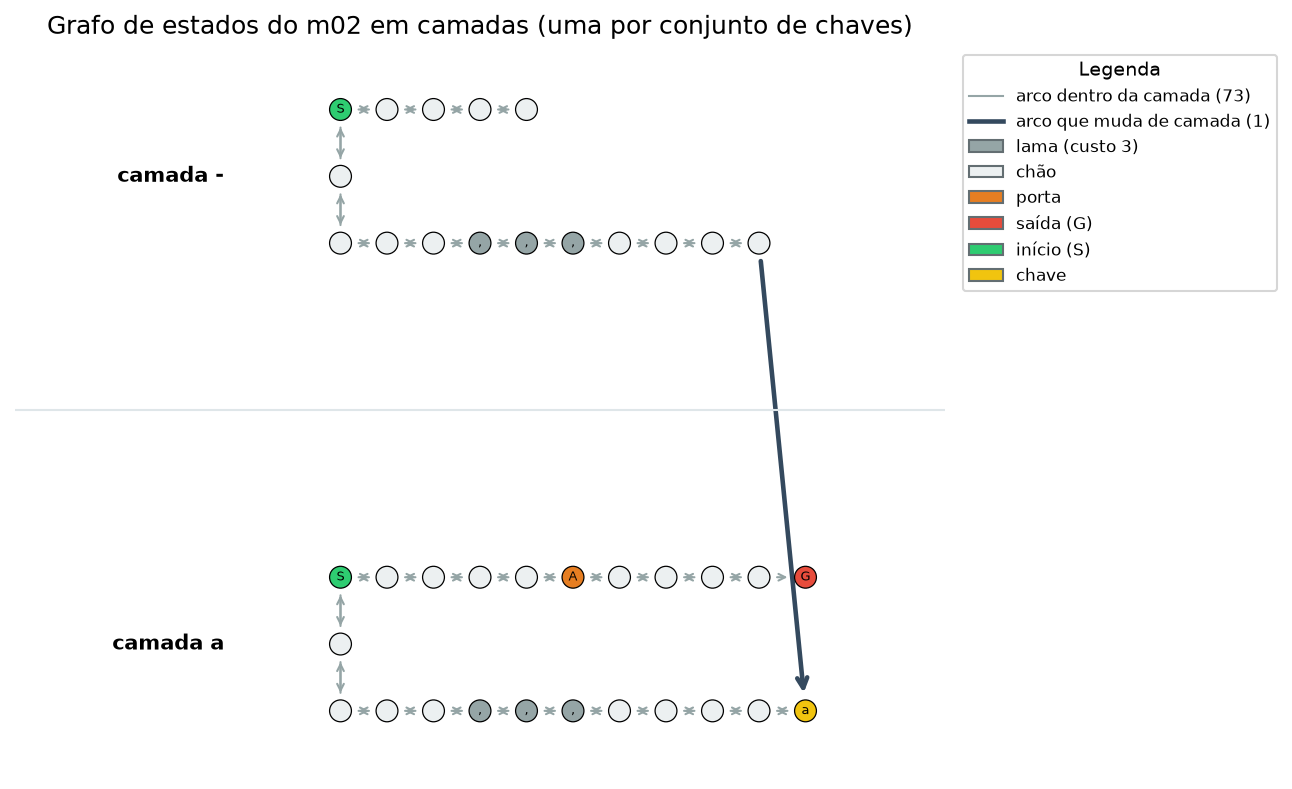 Grafo de estados do m02 em camadas (uma por conjunto de chaves)
Legenda
arco dentro da camada (73)
arco que muda de camada (1)
lama (custo 3)
chão
porta
saída (G)
início (S)
chave
S
camada -
, , ,
S A G
camada a
, , , a